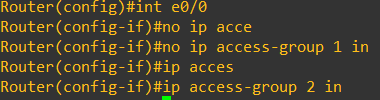 Router(config)#int e0/0
Router(config-if)#no ip acce
Router(config-if)#no ip access-group 1 in
Router(config-if)#ip acces
Router(config-if)#ip access-group 2 in